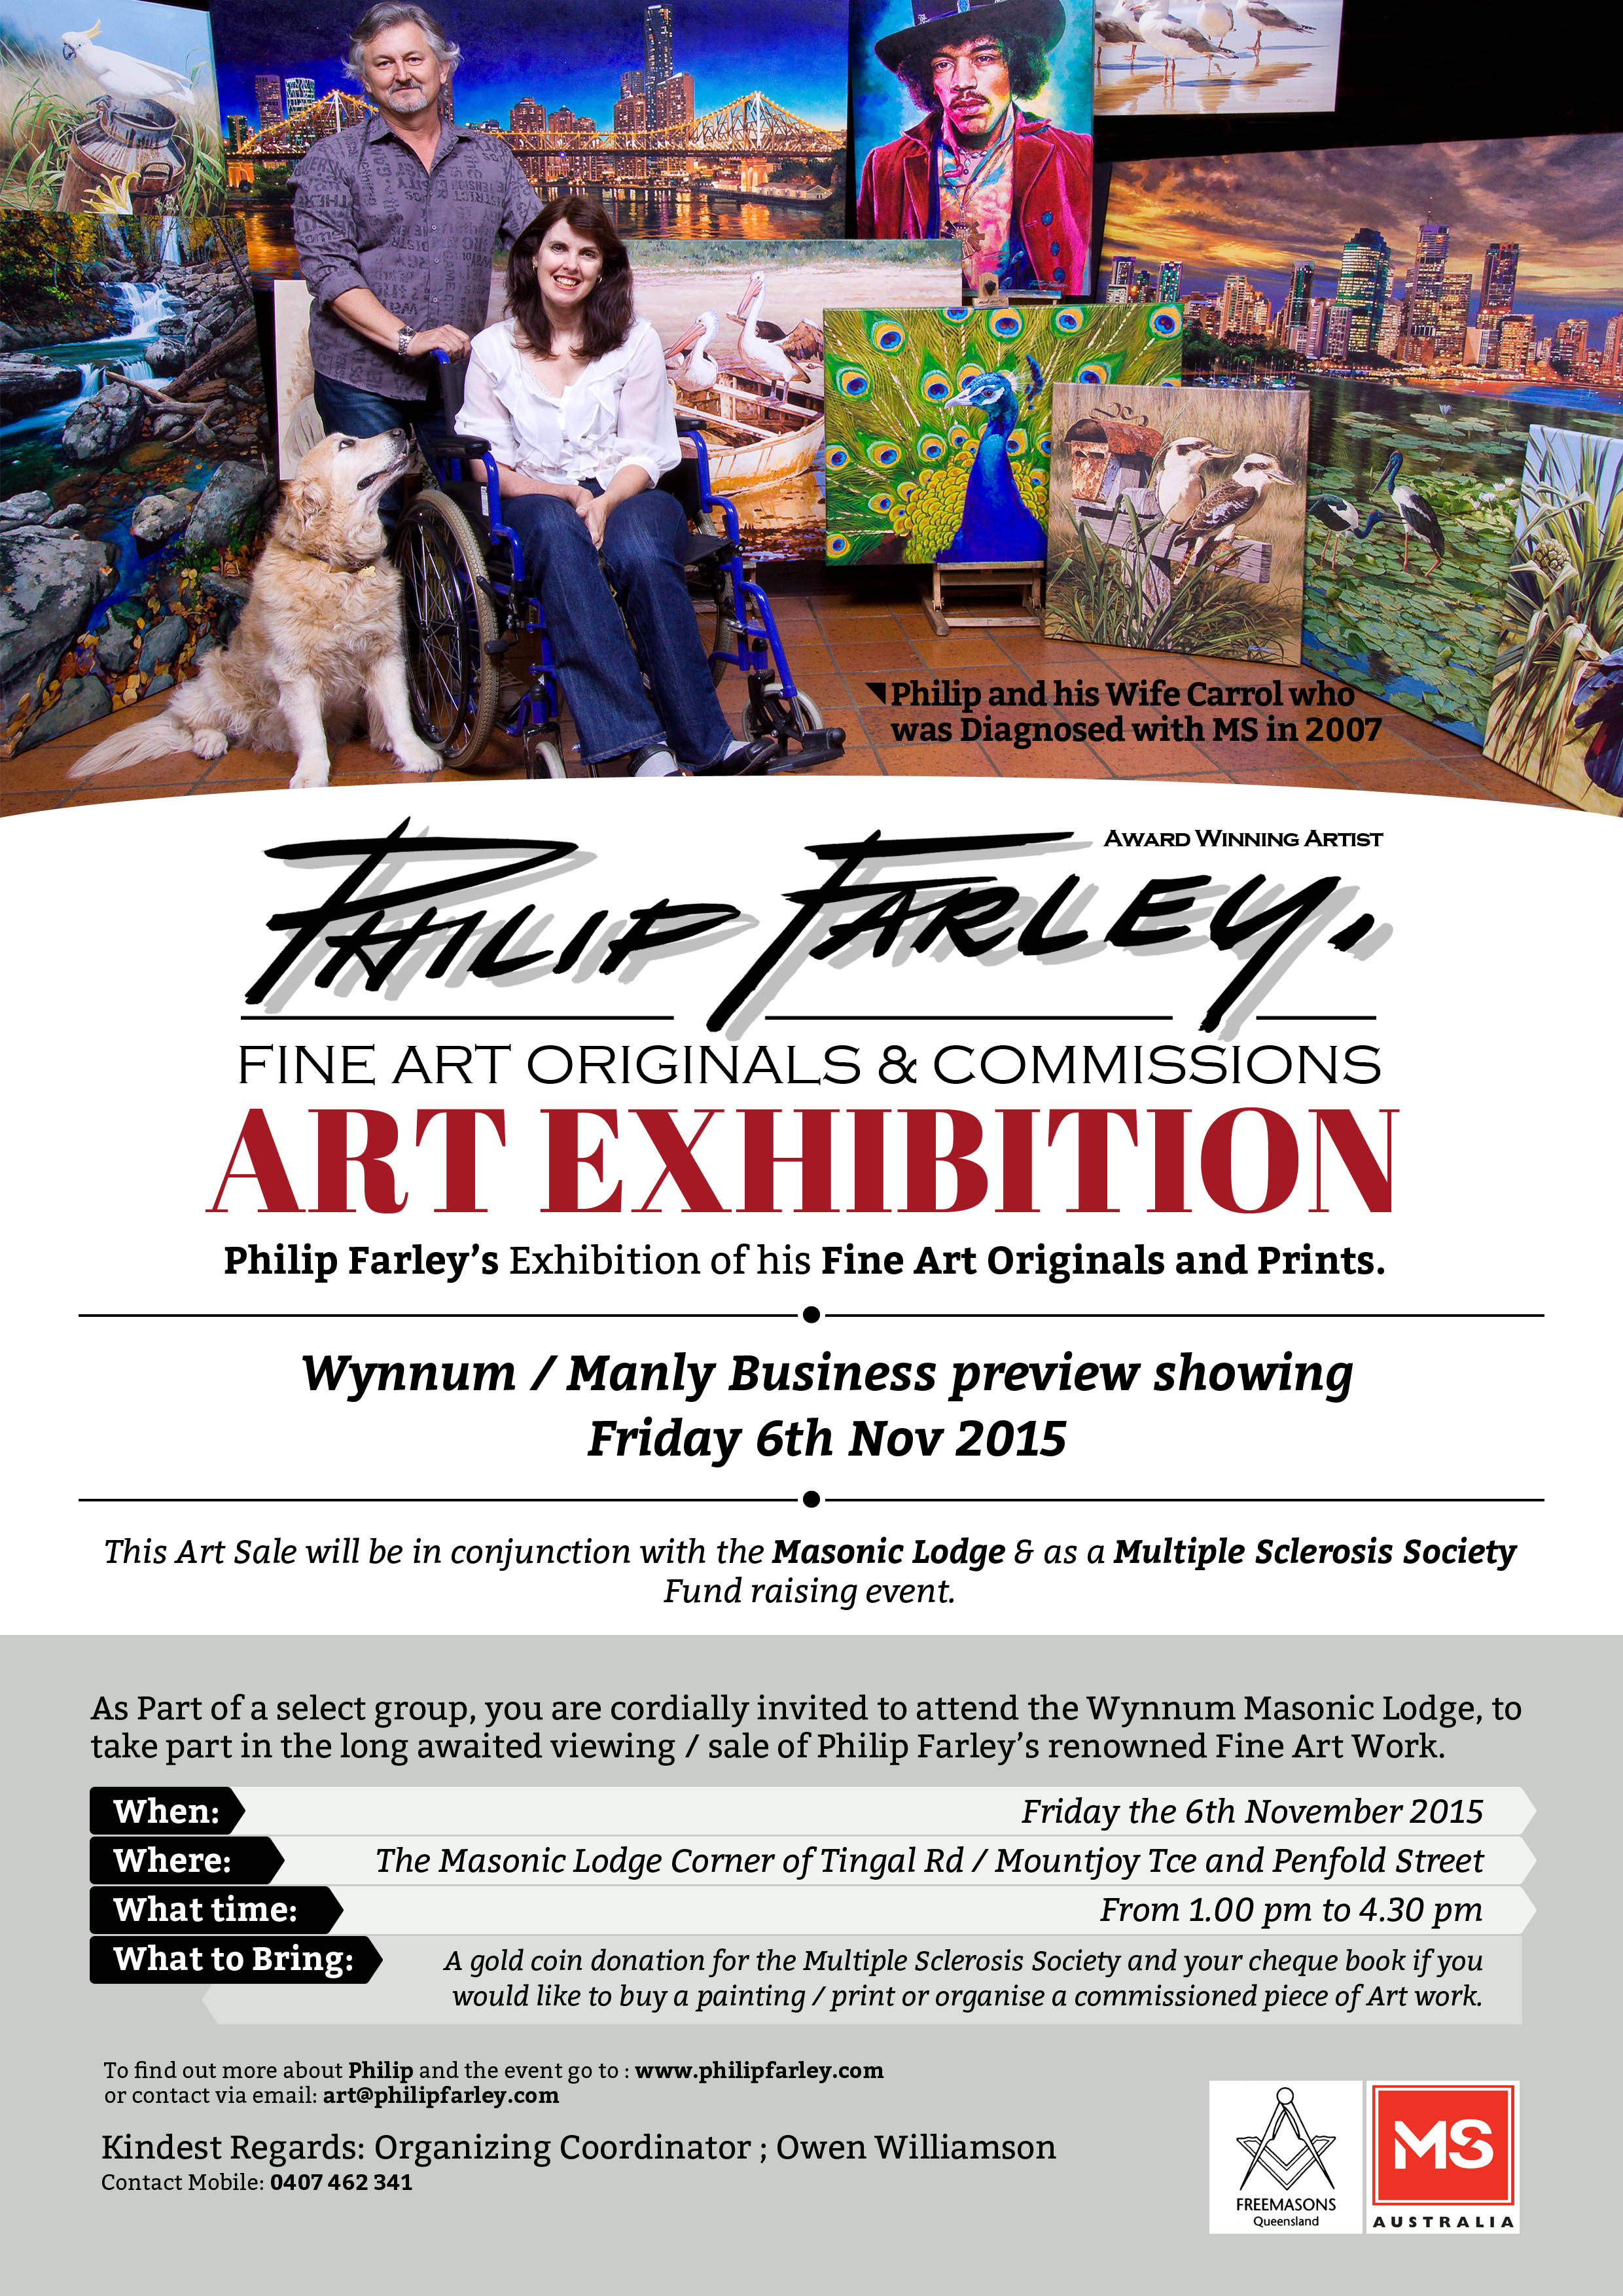 Philip and his Wife Carrol who
was Diagnosed with MS in 2007
AWARD WINNING ARTIST
PHILIP FARLEY.
FINE ART ORIGINALS & COMMISSIONS
ART EXHIBITION
Philip Farley's Exhibition of his Fine Art Originals and Prints.
Wynnum / Manly Business preview showing
Friday 6th Nov 2015
This Art Sale will be in conjunction with the Masonic Lodge & as a Multiple Sclerosis Society
Fund raising event.
As Part of a select group, you are cordially invited to attend the Wynnum Masonic Lodge, to
take part in the long awaited viewing / sale of Philip Farley's renowned Fine Art Work.
When: Friday the 6th November 2015
Where: The Masonic Lodge Corner of Tingal Rd / Mountjoy Tce and Penfold Street
What time: From 1.00 pm to 4.30 pm
What to Bring: A gold coin donation for the Multiple Sclerosis Society and your cheque book if you
would like to buy a painting / print or organise a commissioned piece of Art work.
To find out more about Philip and the event go to : www.philipfarley.com
or contact via email: art@philipfarley.com
Kindest Regards: Organizing Coordinator ; Owen Williamson
Contact Mobile: 0407 462 341
FREEMASONS
Queensland
MS
AUSTRALIA